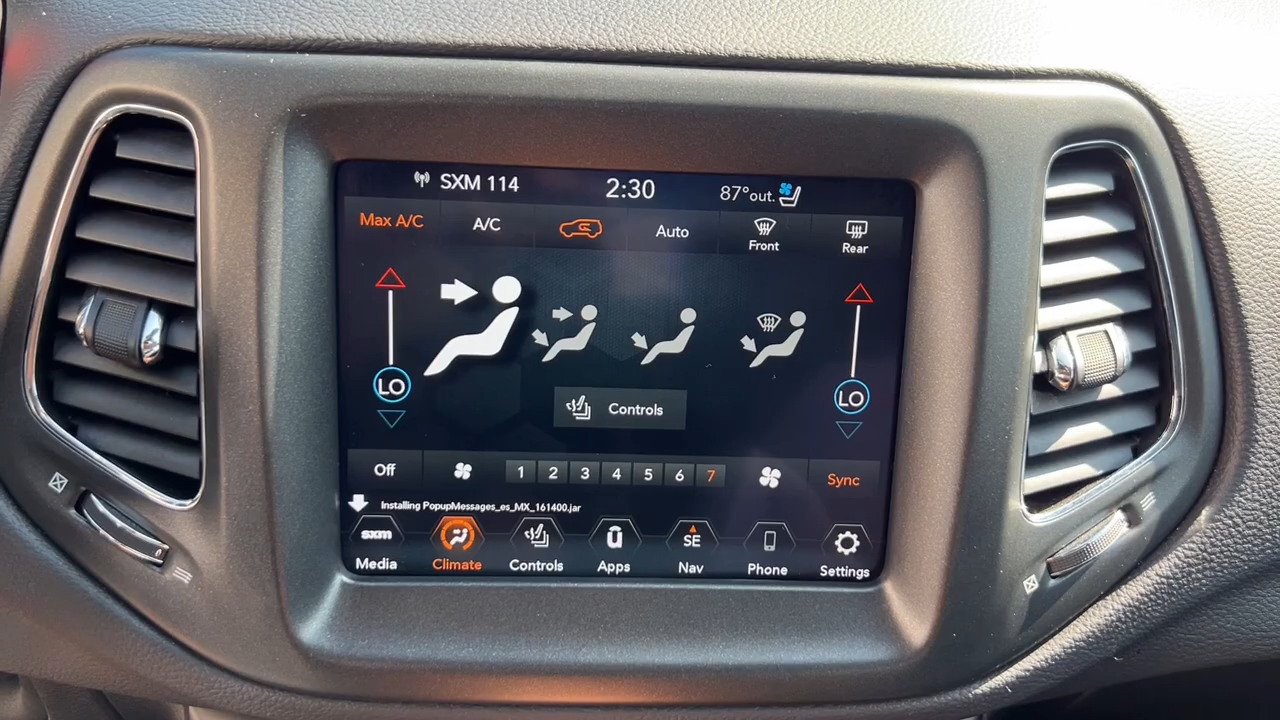 SXM 114 2:30 87°out.
Max A/C A/C Auto Front Rear
LO LO
Controls
Off 1 2 3 4 5 6 7 Sync
Installing PopupMessages_es_MX_161400.jar
sxm SE
Media Climate Controls Apps Nav Phone Settings